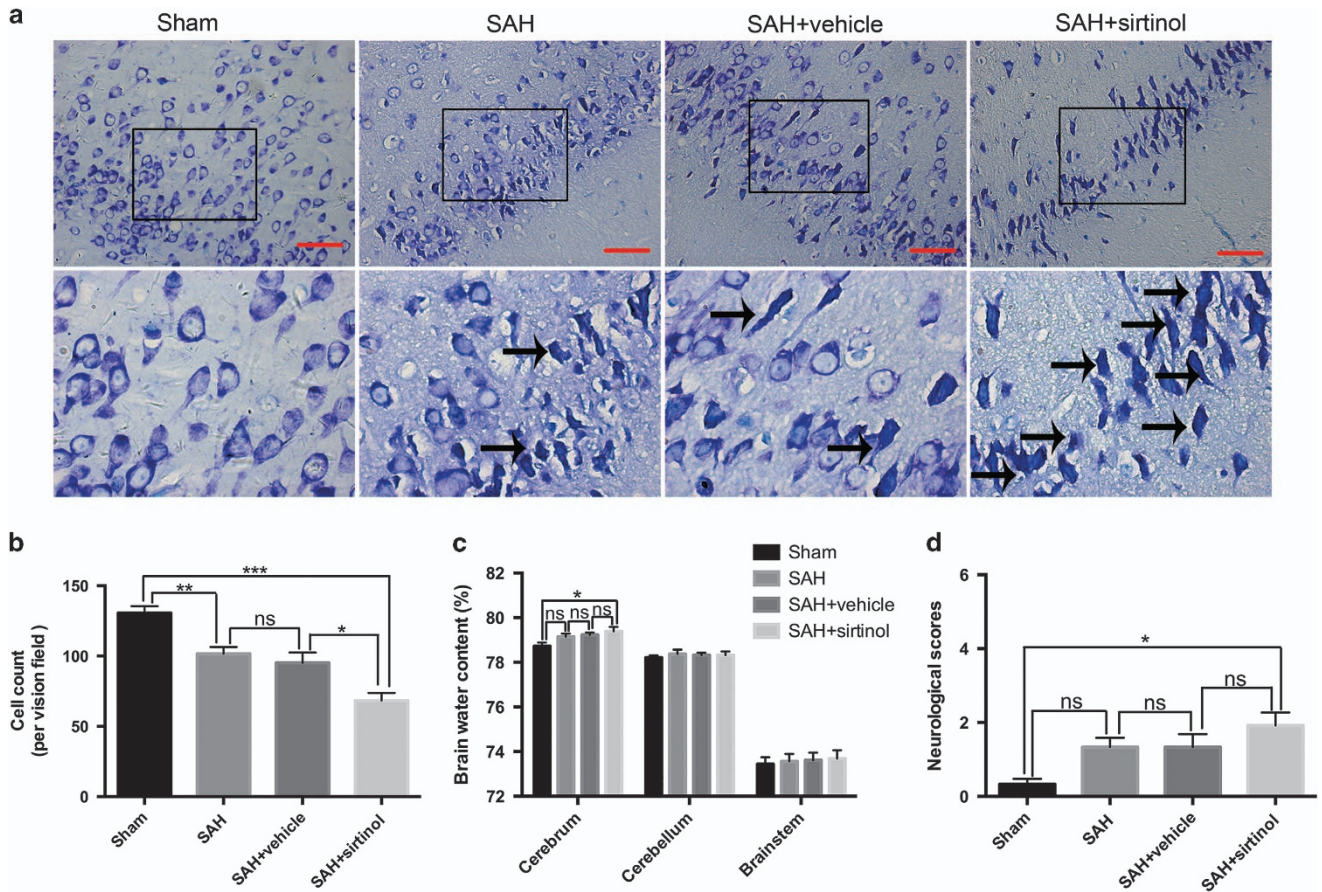 a
Sham SAH SAH+vehicle SAH+sirtinol
b
Cell count
(per vision field )
150
100
50
0
***
**
ns
*
Sham
SAH
SAH+vehicle
SAH+sirtinol
c
Brain water content (%)
82
80
78
76
74
72
*
ns ns ns
Sham
SAH
SAH+vehicle
SAH+sirtinol
Cerebrum
Cerebellum
Brainstem
d
Neurological scores
6
4
2
0
*
ns
ns
ns
Sham
SAH
SAH+vehicle
SAH+sirtinol